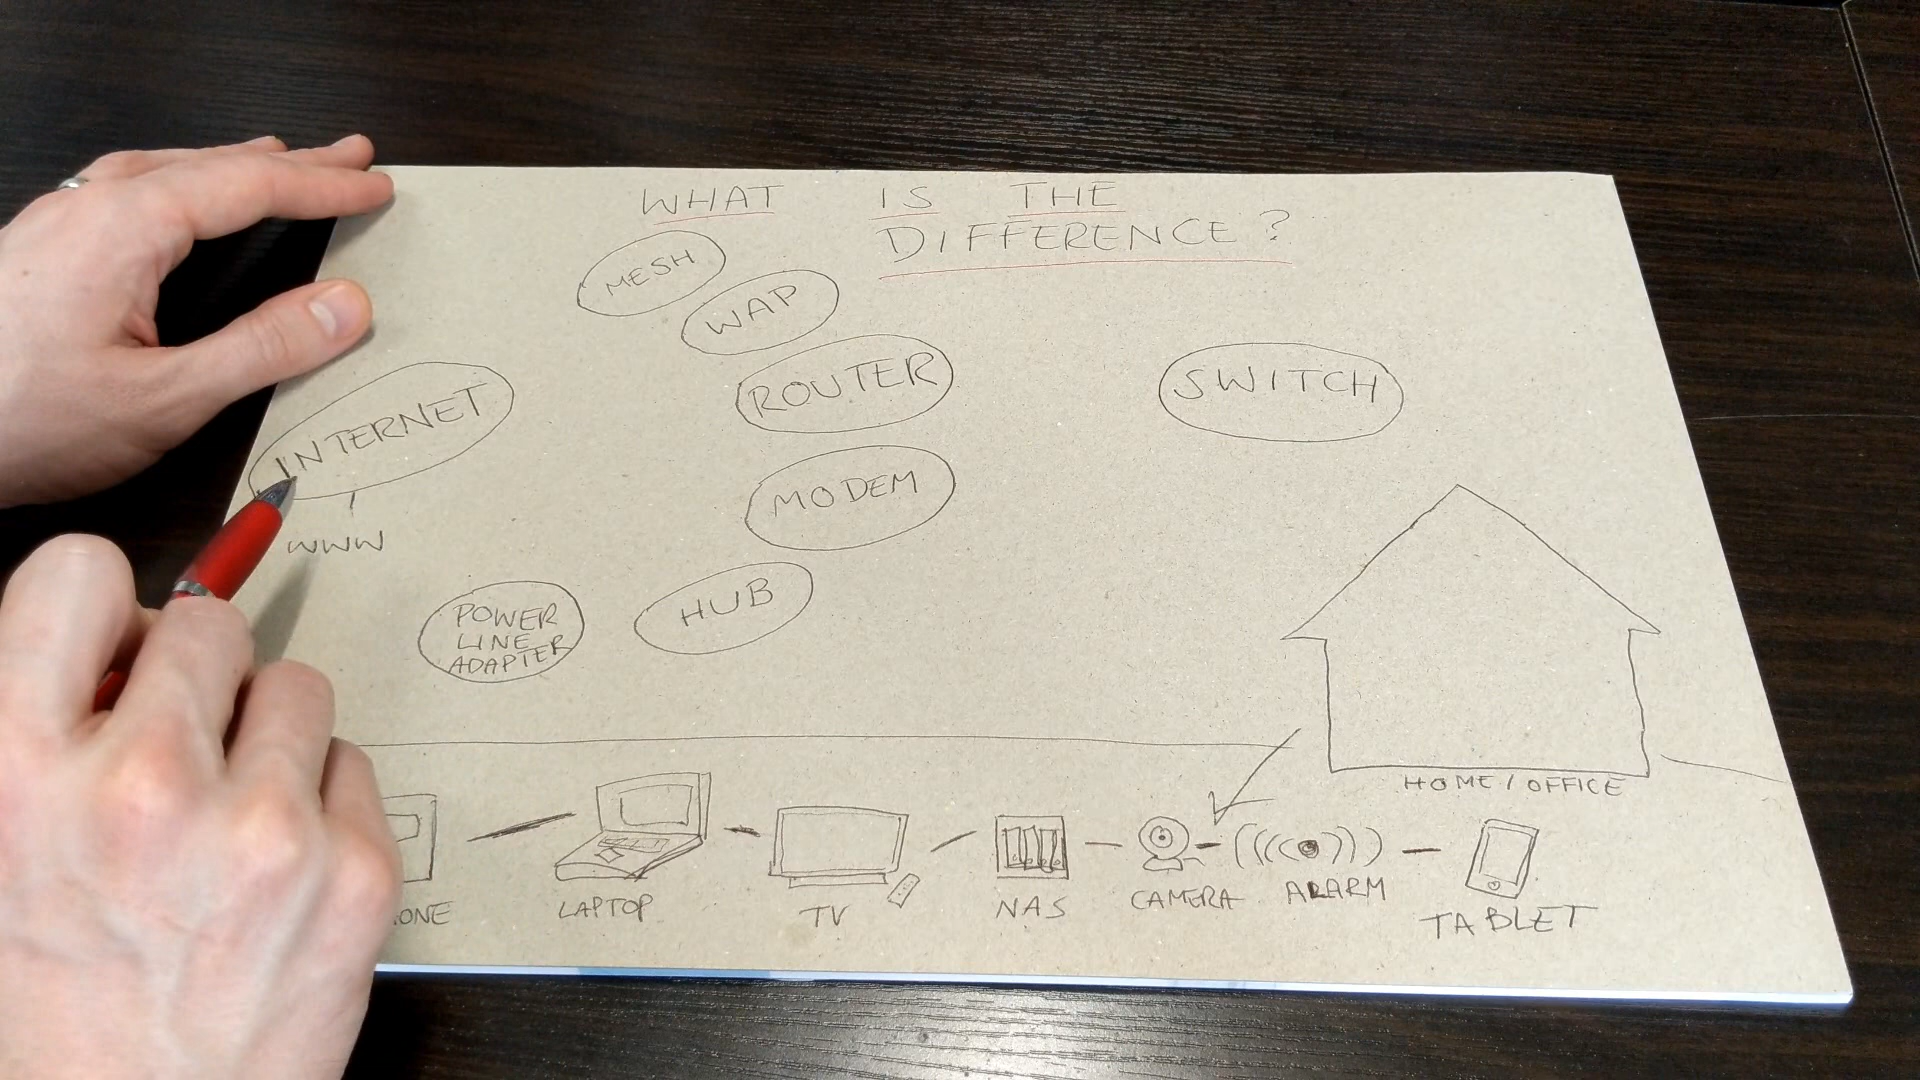 WHAT IS THE
DIFFERENCE?
MESH
WAP
ROUTER
SWITCH
INTERNET
MODEM
WWW
HUB
POWER
LINE
ADAPTER
HOME/OFFICE
ONE
LAPTOP
TV
NAS
CAMERA
ALARM
TABLET